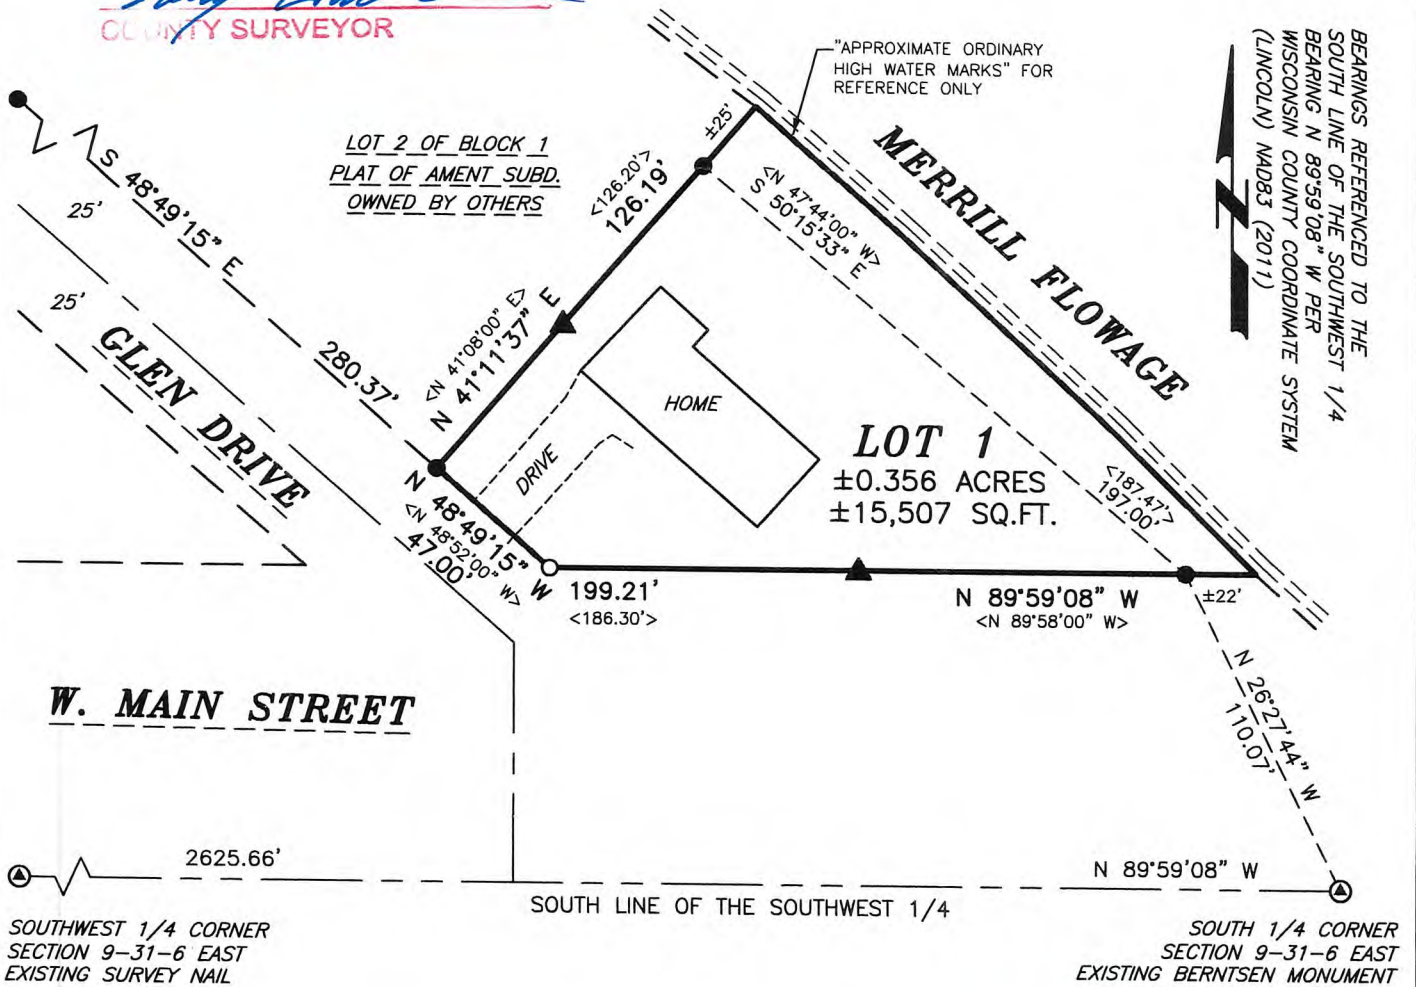 COUNTY SURVEYOR
"APPROXIMATE ORDINARY
HIGH WATER MARKS" FOR
REFERENCE ONLY
BEARINGS REFERENCED TO THE
SOUTH LINE OF THE SOUTHWEST 1/4
BEARING N 89°59'08" W PER
WISCONSIN COUNTY COORDINATE SYSTEM
(LINCOLN) NAD83 (2011)
LOT 2 OF BLOCK 1
PLAT OF AMENT SUBD.
OWNED BY OTHERS
S 48°49'15" E
280.37'
25'
25'
GLEN DRIVE
±25'
<126.20'>
126.19'
<N 41°08'00" E>
N 41°11'37" E
MERRILL FLOWAGE
<N 47°44'00" W>
S 50°15'33" E
<187.47'>
197.00'
HOME
DRIVE
LOT 1
±0.356 ACRES
±15,507 SQ.FT.
N 48°49'15" W
<N 48°52'00" W>
47.00'
199.21'
<186.30'>
N 89°59'08" W
<N 89°58'00" W>
±22'
N 26°27'44" W
110.07'
W. MAIN STREET
2625.66'
N 89°59'08" W
SOUTH LINE OF THE SOUTHWEST 1/4
SOUTHWEST 1/4 CORNER
SECTION 9-31-6 EAST
EXISTING SURVEY NAIL
SOUTH 1/4 CORNER
SECTION 9-31-6 EAST
EXISTING BERNTSEN MONUMENT